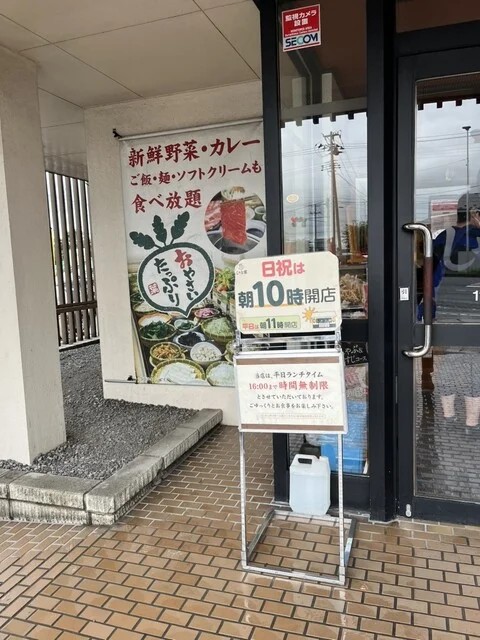 監視カメラ
設置
SECOM
新鮮野菜・カレー
ご飯・麺・ソフトクリームも
食べ放題
おやさい
たっぷり
日祝は
朝10時開店
平日は朝11時開店
当店は、平日ランチタイム
16:00まで時間無制限
とさせていただいております。
ごゆっくりとお食事をお楽しみ下さい。